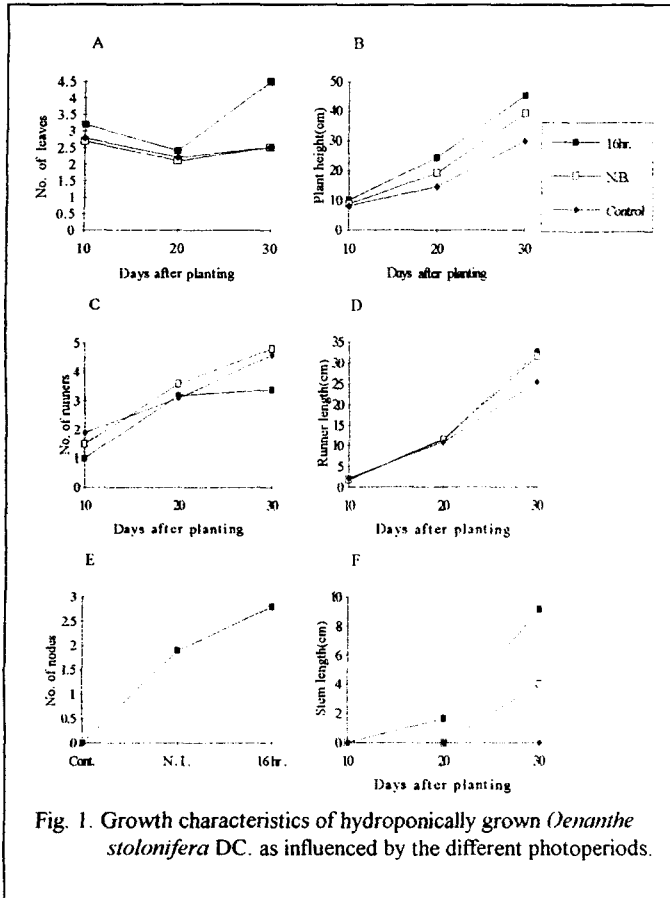 A
4.5
4
3.5
3
2.5
2
1.5
1
0.5
0
No. of leaves
10 20 30
Days after planting
B
50
40
30
20
10
0
Plant height(cm)
10 20 30
Days after planting
16hr.
N.B.
Control
C
5
4
3
2
1
0
No. of runners
10 20 30
Days after planting
D
35
30
25
20
15
10
5
0
Runner length(cm)
10 20 30
Days after planting
E
3
2.5
2
1.5
1
0.5
0
No. of nodes
Cont. N.I. 16hr.
F
10
8
6
4
2
0
Stem length(cm)
10 20 30
Days after planting
Fig. 1. Growth characteristics of hydroponically grown Oenanthe
stolonifera DC. as influenced by the different photoperiods.